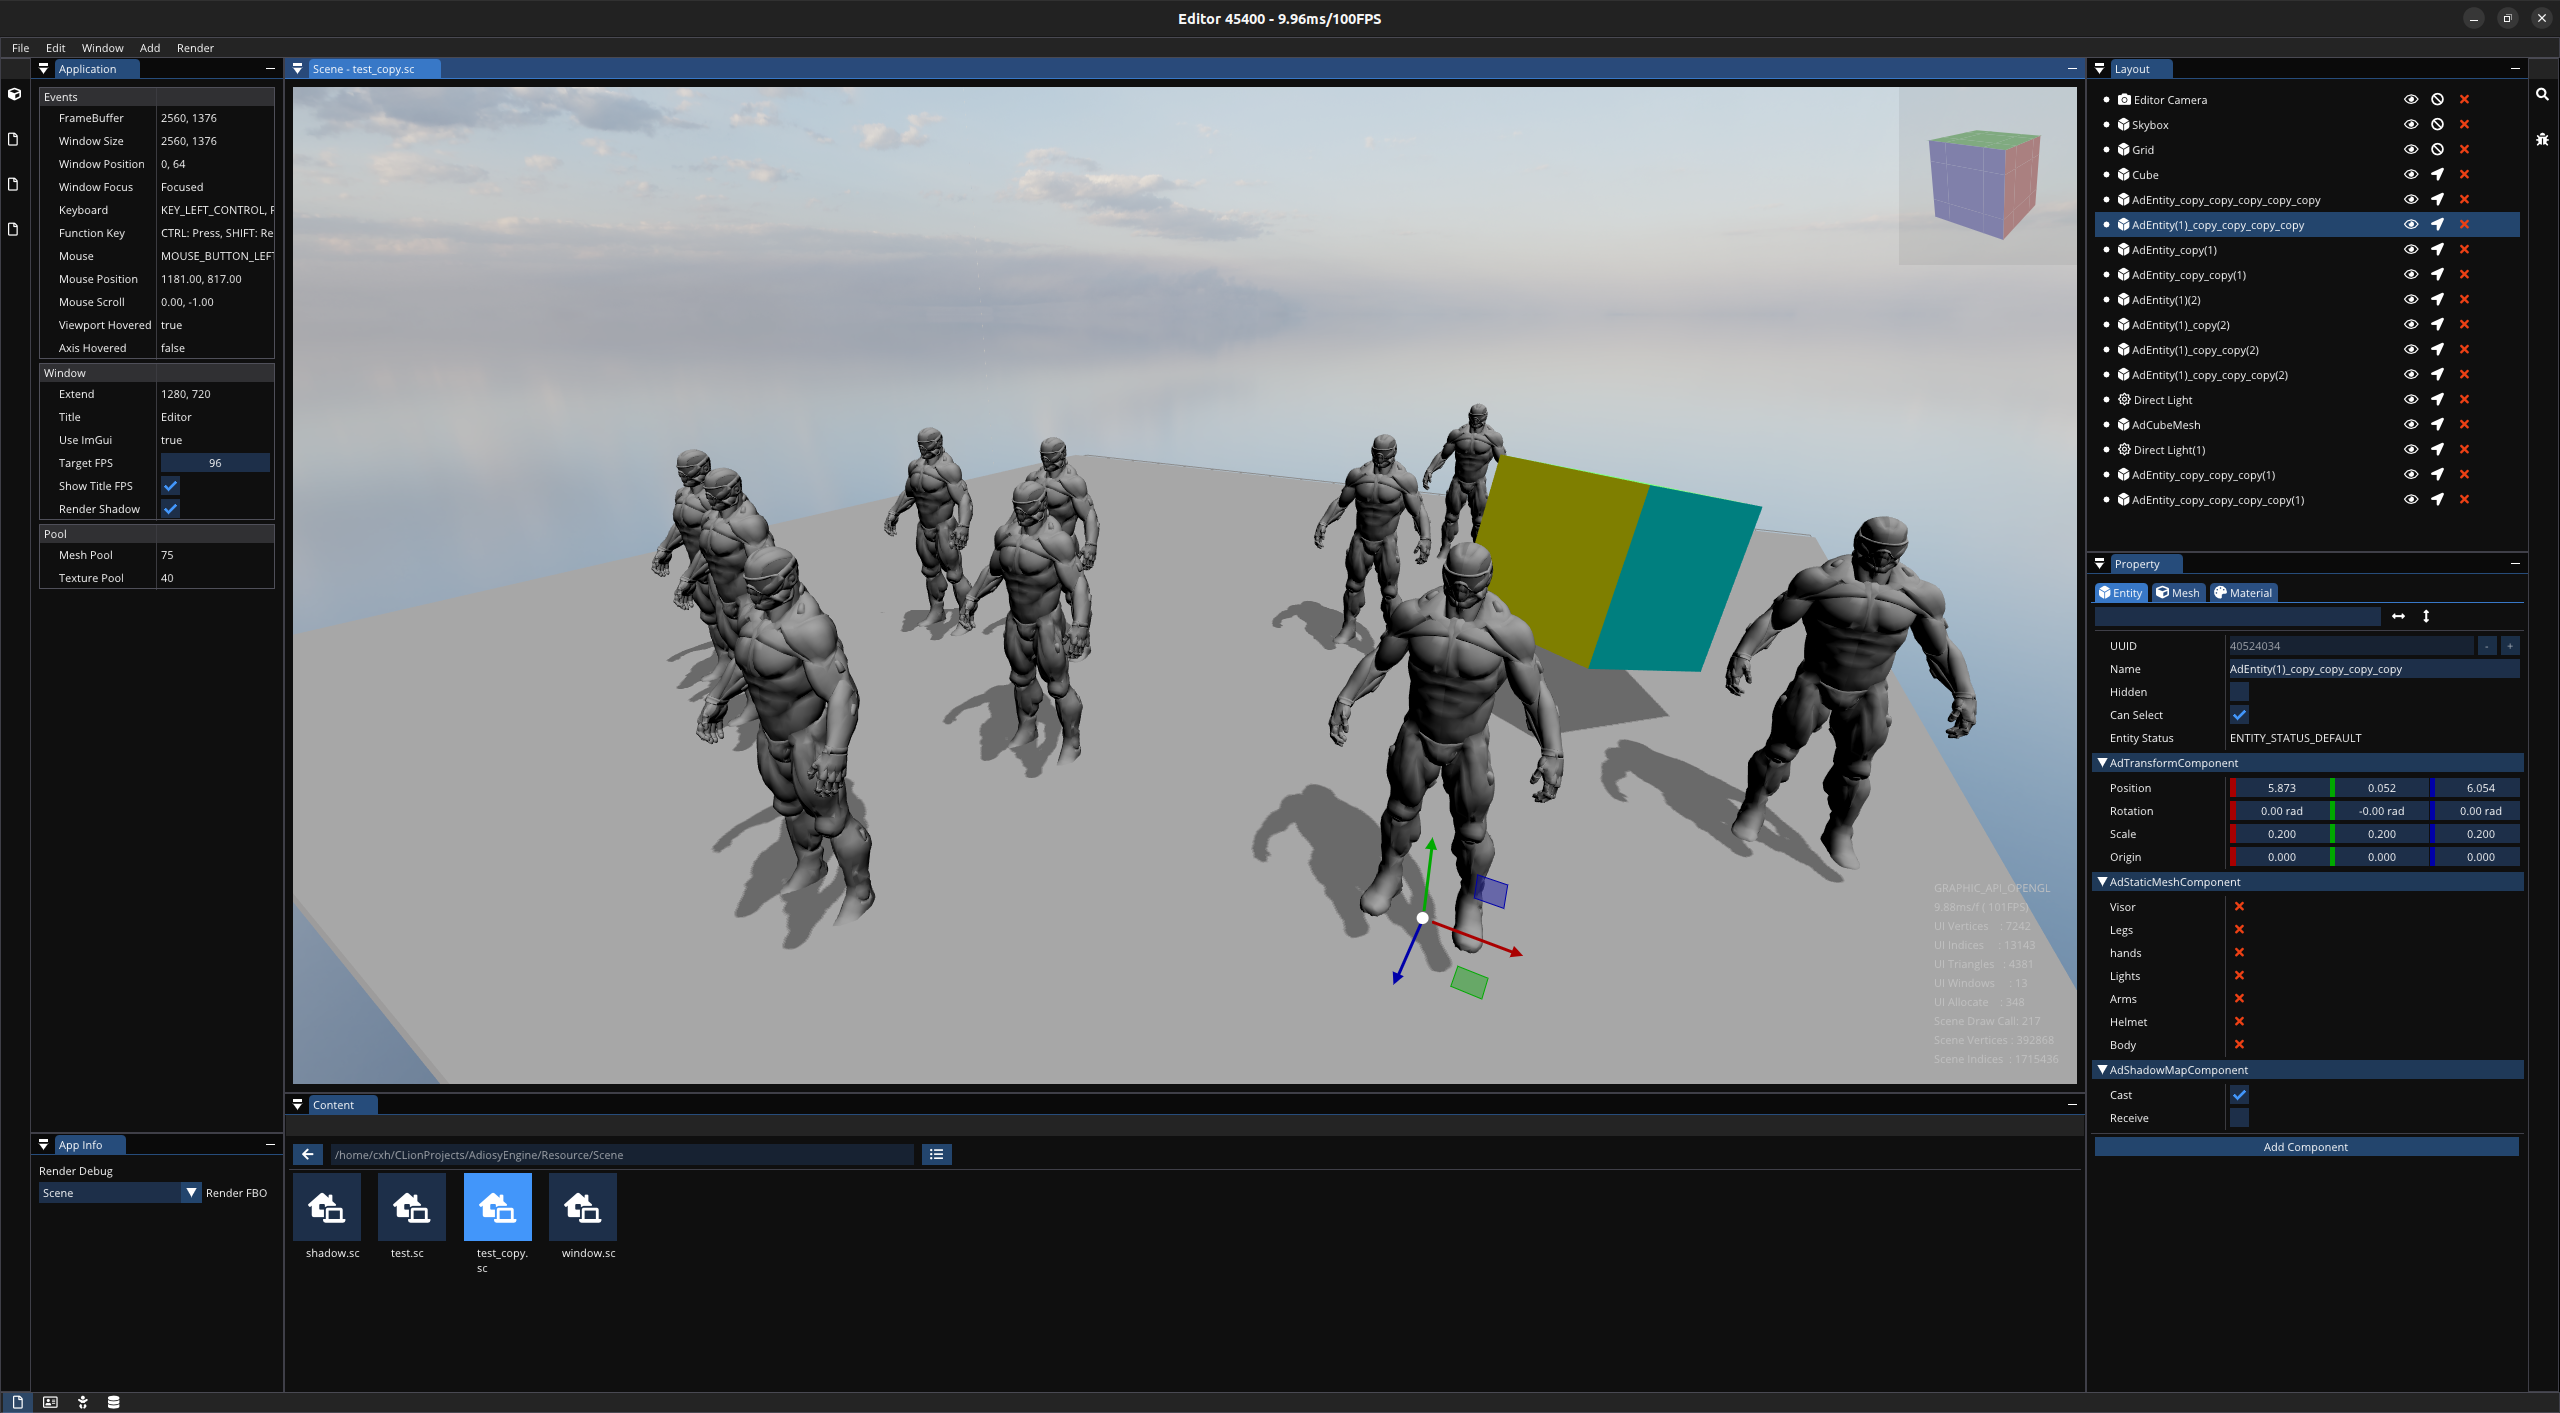 Editor 45400 - 9.96ms/100FPS
File Edit Window Add Render
Application
Events
FrameBuffer 2560, 1376
Window Size 2560, 1376
Window Position 0, 64
Window Focus Focused
Keyboard KEY_LEFT_CONTROL,
Function Key CTRL: Press, SHIFT: Re
Mouse MOUSE_BUTTON_LEFT
Mouse Position 1181.00, 817.00
Mouse Scroll 0.00, -1.00
Viewport Hovered true
Axis Hovered false
Window
Extend 1280, 720
Title Editor
Use ImGui true
Target FPS 96
Show Title FPS
Render Shadow
Pool
Mesh Pool 75
Texture Pool 40
App Info
Render Debug
Scene Render FBO
Scene - test_copy.sc
GRAPHIC_API_OPENGL
9.88ms/f ( 101FPS)
UI Vertices : 7242
UI Indices : 13143
UI Triangles : 4381
UI Windows : 13
UI Allocate : 348
Scene Draw Call: 217
Scene Vertices : 392868
Scene Indices : 1715436
Content
/home/cxh/CLionProjects/AdiosyEngine/Resource/Scene
shadow.sc
test.sc
test_copy.
sc
window.sc
Layout
Editor Camera
Skybox
Grid
Cube
AdEntity_copy_copy_copy_copy_copy
AdEntity(1)_copy_copy_copy_copy
AdEntity_copy(1)
AdEntity_copy_copy(1)
AdEntity(1)(2)
AdEntity(1)_copy(2)
AdEntity(1)_copy_copy(2)
AdEntity(1)_copy_copy_copy(2)
Direct Light
AdCubeMesh
Direct Light(1)
AdEntity_copy_copy_copy(1)
AdEntity_copy_copy_copy_copy(1)
Property
Entity Mesh Material
UUID 40524034 - +
Name AdEntity(1)_copy_copy_copy_copy
Hidden
Can Select
Entity Status ENTITY_STATUS_DEFAULT
AdTransformComponent
Position 5.873 0.052 6.054
Rotation 0.00 rad -0.00 rad 0.00 rad
Scale 0.200 0.200 0.200
Origin 0.000 0.000 0.000
AdStaticMeshComponent
Visor
Legs
hands
Lights
Arms
Helmet
Body
AdShadowMapComponent
Cast
Receive
Add Component